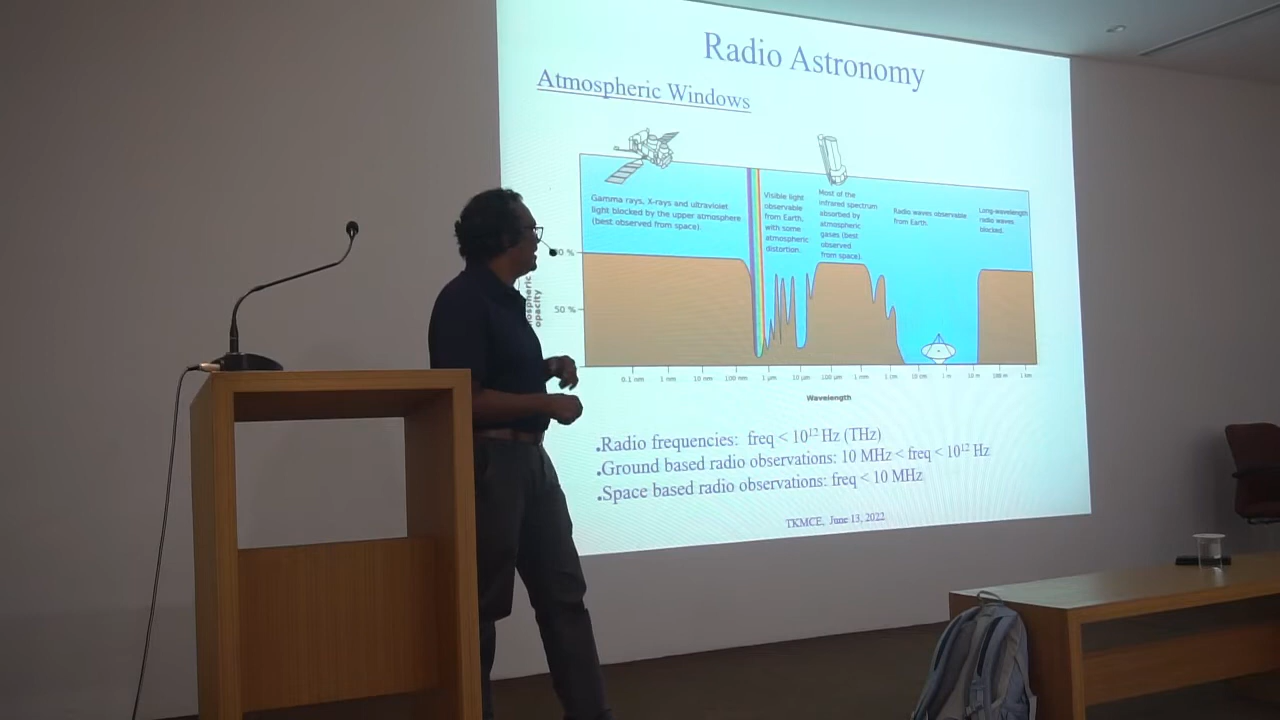 Radio Astronomy
Atmospheric Windows
Gamma rays, X-rays and ultraviolet
light blocked by the upper atmosphere
(best observed from space).
Visible light
observable
from Earth,
with some
atmospheric
distortion.
Most of the
infrared spectrum
absorbed by
atmospheric
gases (best
observed
from space).
Radio waves observable
from Earth.
Long-wavelength
radio waves
blocked.
50 %
opacity
0.1 nm 1 nm 10 nm 100 nm 1 μm 10 μm 100 μm 1 mm 1 cm 10 cm 1 m 10 m 100 m 1 km
Wavelength
.Radio frequencies: freq < 10¹² Hz (THz)
.Ground based radio observations: 10 MHz < freq < 10¹² Hz
.Space based radio observations: freq < 10 MHz
TKMCE, June 13, 2022